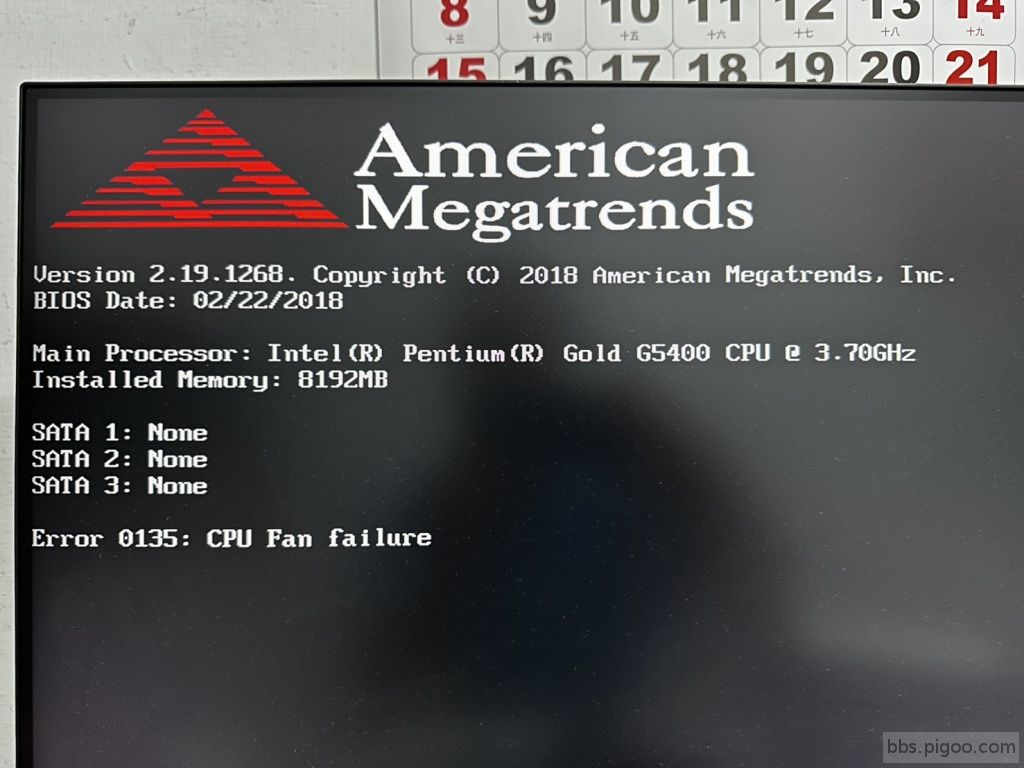 8 9 10 11 12 13 14
十三 十四 十五 十六 十七 十八 十九
15 16 17 18 19 20 21
American
Megatrends
Version 2.19.1268. Copyright (C) 2018 American Megatrends, Inc.
BIOS Date: 02/22/2018
Main Processor: Intel(R) Pentium(R) Gold G5400 CPU @ 3.70GHz
Installed Memory: 8192MB
SATA 1: None
SATA 2: None
SATA 3: None
Error 0135: CPU Fan failure
bbs.pigoo.com